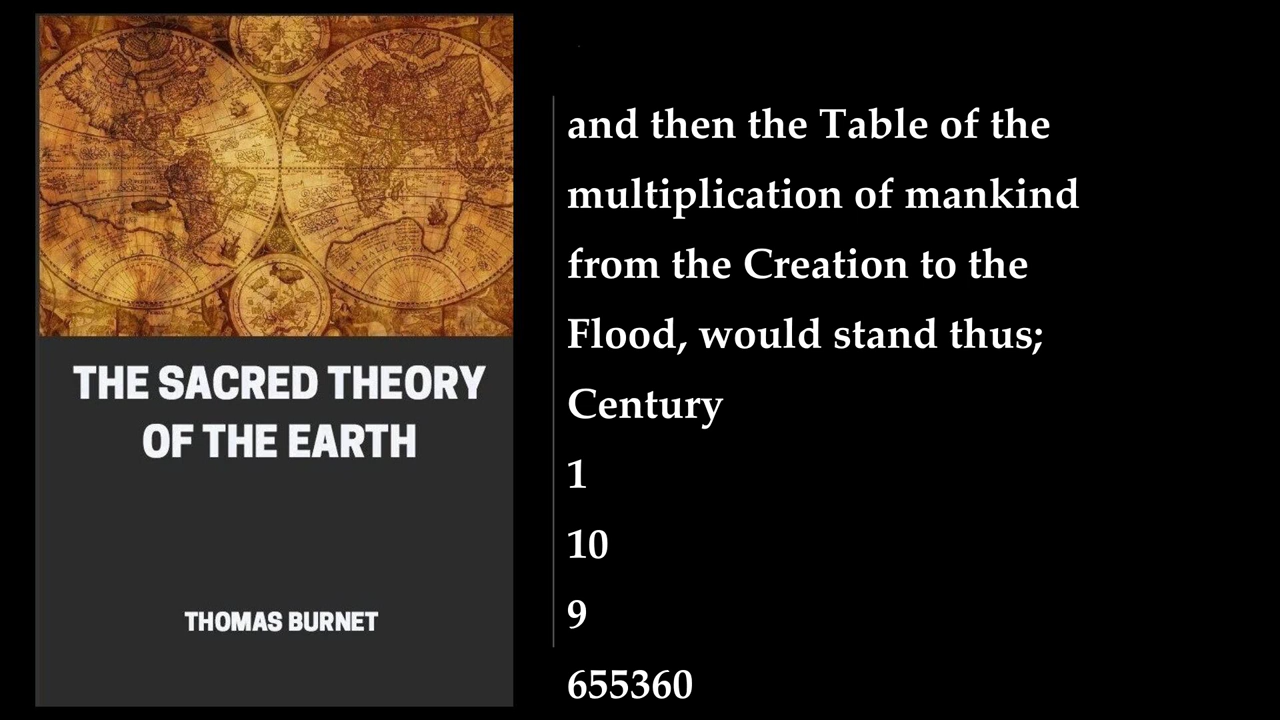 THE SACRED THEORY
OF THE EARTH
THOMAS BURNET
and then the Table of the
multiplication of mankind
from the Creation to the
Flood, would stand thus;
Century
1
10
9
655360